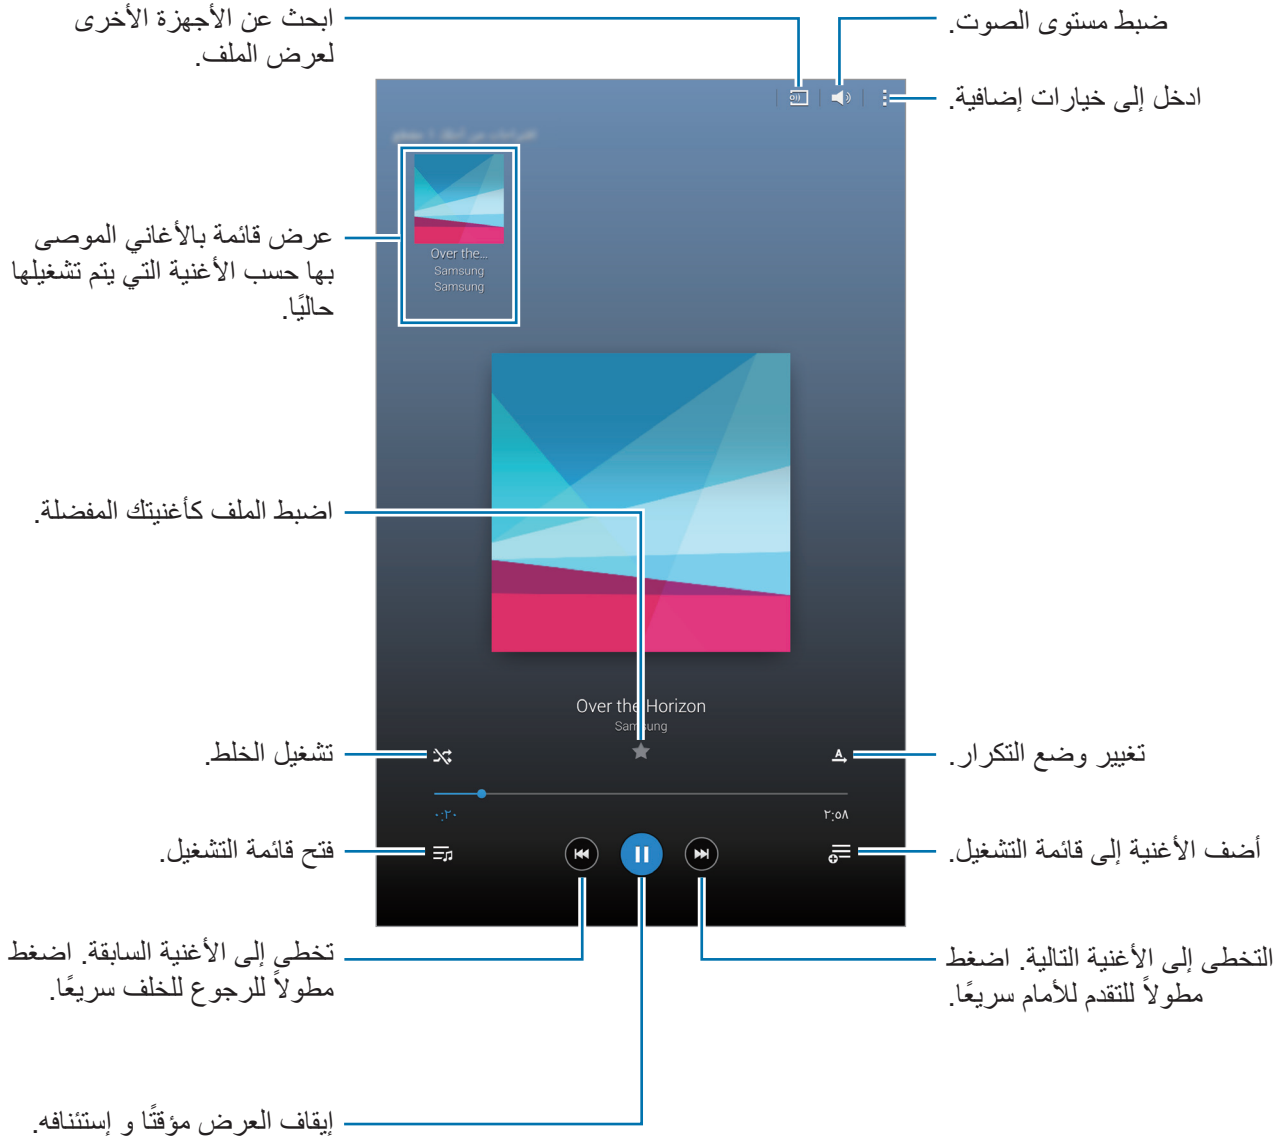 ابحث عن الأجهزة الأخرى
لعرض الملف.
ضبط مستوى الصوت.
ادخل إلى خيارات إضافية.
عرض قائمة بالأغاني الموصى
بها حسب الأغنية التي يتم تشغيلها
حاليًا.
Over the...
Samsung
Samsung
اضبط الملف كأغنيتك المفضلة.
Over the Horizon
Samsung
تشغيل الخلط.
تغيير وضع التكرار.
٠:٢٠
٢:٥٨
فتح قائمة التشغيل.
أضف الأغنية إلى قائمة التشغيل.
تخطى إلى الأغنية السابقة. اضغط
مطولاً للرجوع للخلف سريعًا.
التخطى إلى الأغنية التالية. اضغط
مطولاً للتقدم للأمام سريعًا.
إيقاف العرض مؤقتًا و إستئنافه.